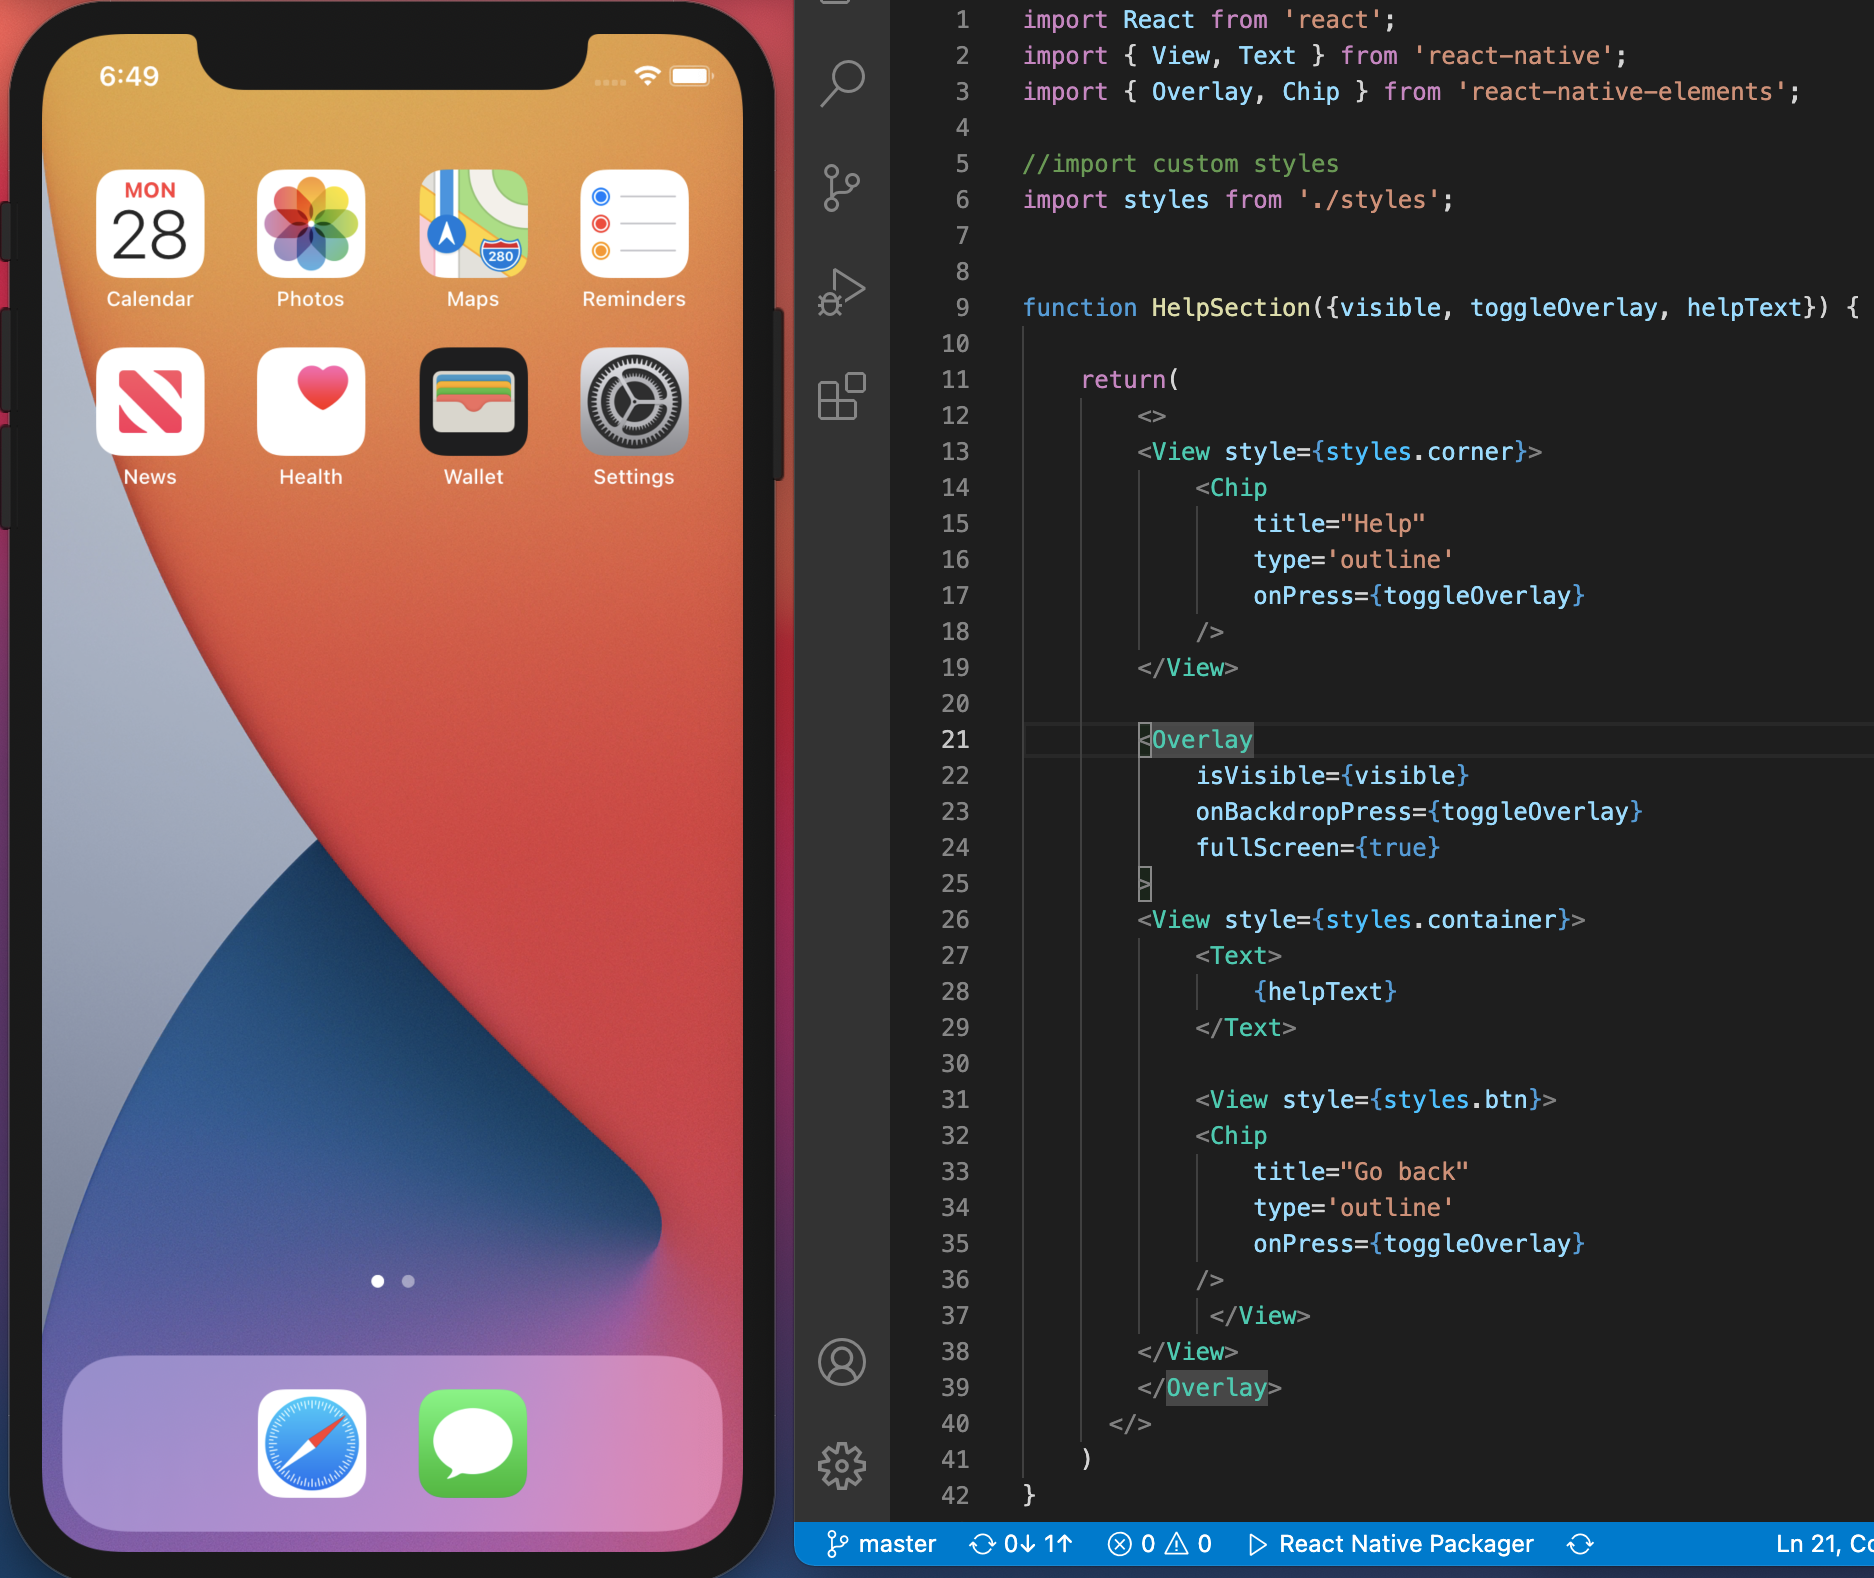 6:49
MON
28
280
Calendar
Photos
Maps
Reminders
News
Health
Wallet
Settings
1 import React from 'react';
2 import { View, Text } from 'react-native';
3 import { Overlay, Chip } from 'react-native-elements';
4
5 //import custom styles
6 import styles from './styles';
7
8
9 function HelpSection({visible, toggleOverlay, helpText}) {
10
11 return(
12 <>
13 <View style={styles.corner}>
14 <Chip
15 title="Help"
16 type='outline'
17 onPress={toggleOverlay}
18 />
19 </View>
20
21 <Overlay
22 isVisible={visible}
23 onBackdropPress={toggleOverlay}
24 fullScreen={true}
25 >
26 <View style={styles.container}>
27 <Text>
28 {helpText}
29 </Text>
30
31 <View style={styles.btn}>
32 <Chip
33 title="Go back"
34 type='outline'
35 onPress={toggleOverlay}
36 />
37 </View>
38 </View>
39 </Overlay>
40 </>
41 )
42 }
master 0↓ 1↑ 0 0 React Native Packager Ln 21,